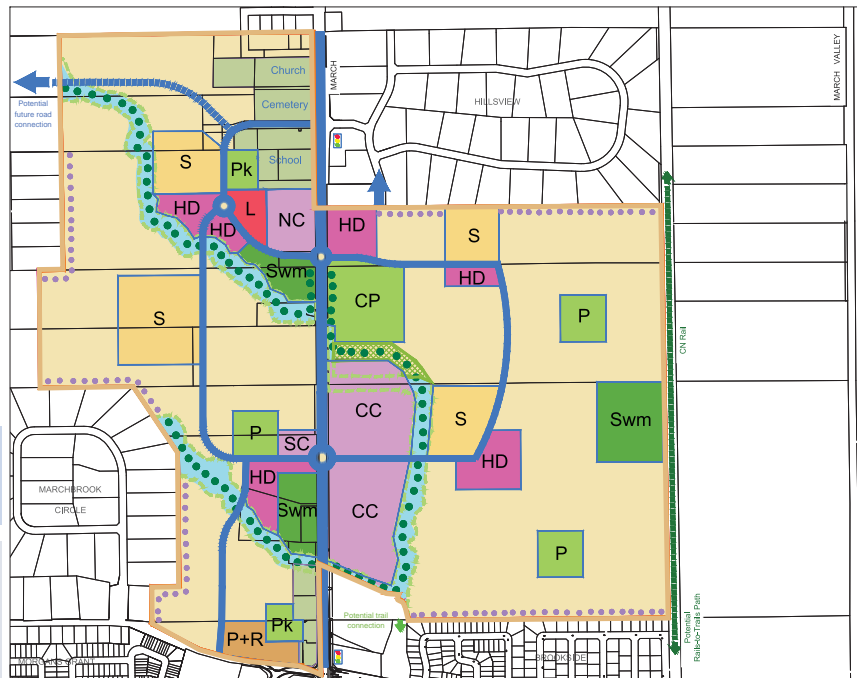 Church
Cemetery
School
MARCH
HILLSVIEW
MARCH VALLEY
Potential
future road
connection
S
Pk
HD
HD
L
NC
HD
S
HD
Swm
CP
P
S
CN Rail
CC
S
Swm
P
SC
HD
HD
Swm
CC
MARCHBROOK
CIRCLE
P
Potential trail
connection
Pk
P+R
Potential
Rails-to-Trails Path
MORGANS GRANT
BROOKSIDE